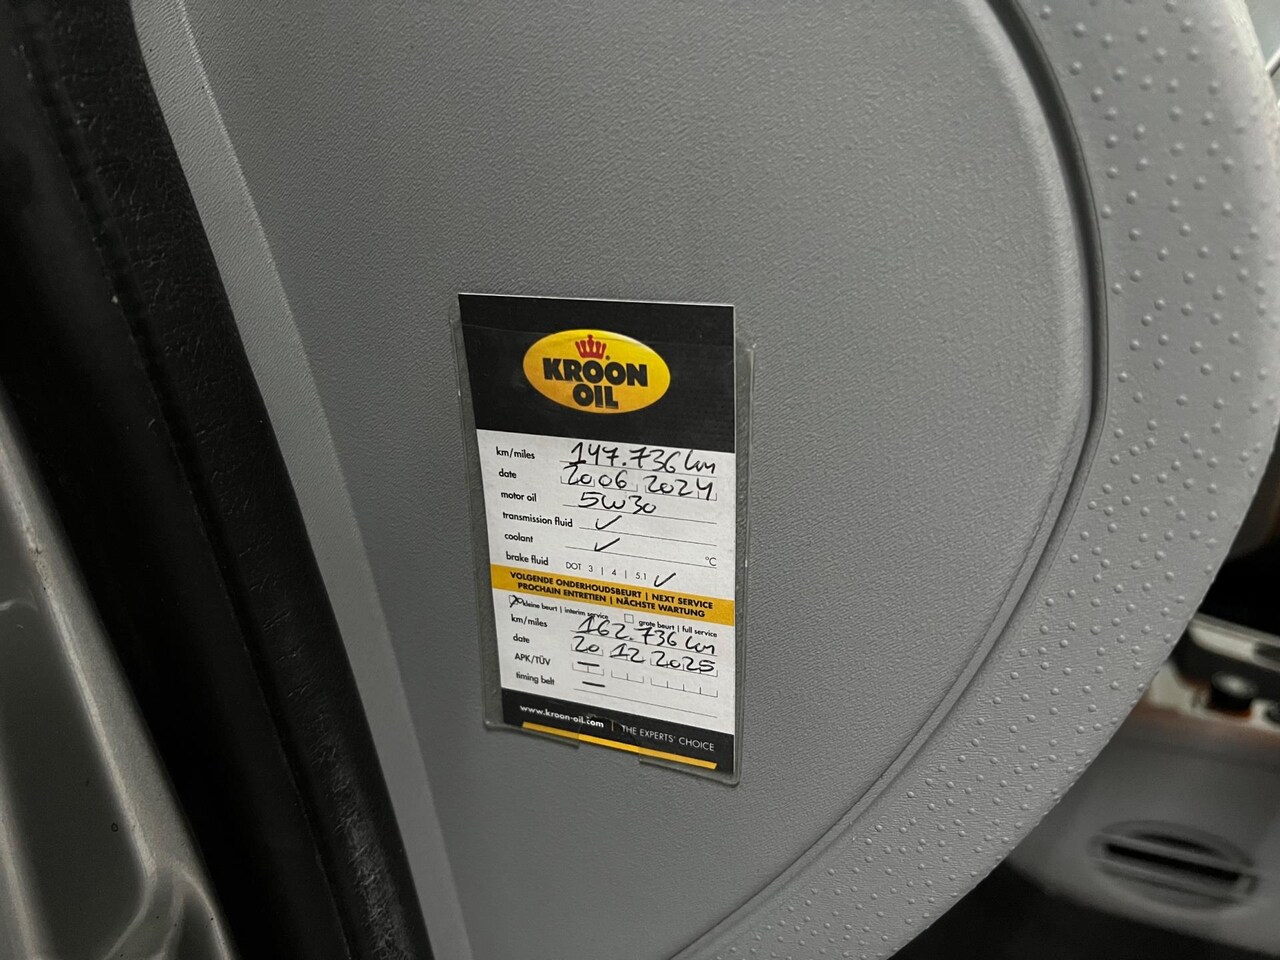 KROON
OIL
km/miles 147.736 km
date 20 06 2024
motor oil 5W30
transmission fluid ✓
coolant ✓ °C
brake fluid DOT 3 | 4 | 5.1 ✓
VOLGENDE ONDERHOUDSBEURT | NEXT SERVICE
PROCHAIN ENTRETIEN | NÄCHSTE WARTUNG
kleine beurt | interim service grote beurt | full service
km/miles 162.736 km
date 20 12 2025
APK/TÜV —
timing belt —
www.kroon-oil.com | THE EXPERTS' CHOICE